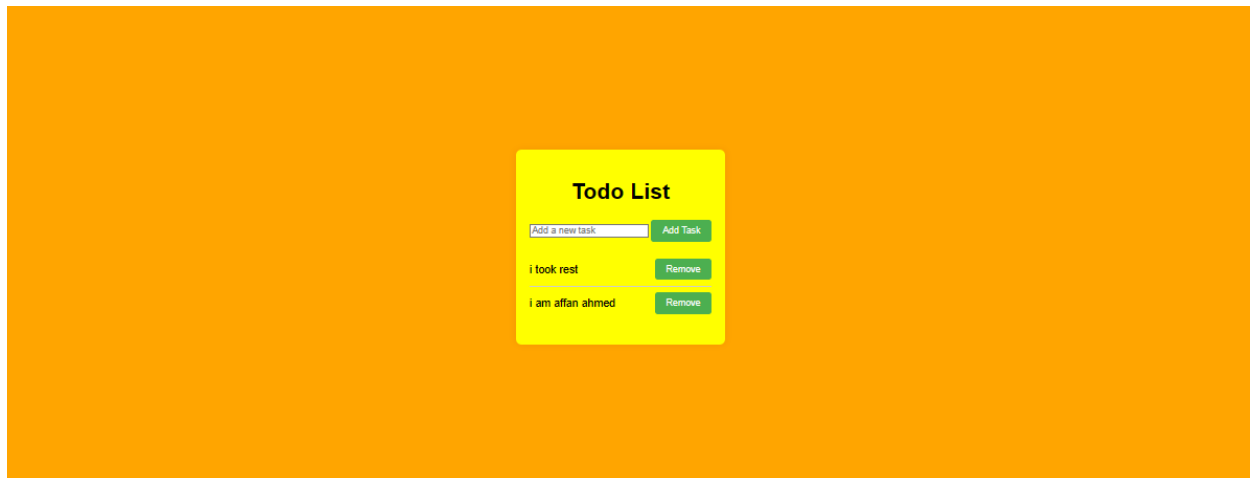 Todo List
Add a new task Add Task
i took rest Remove
i am affan ahmed Remove